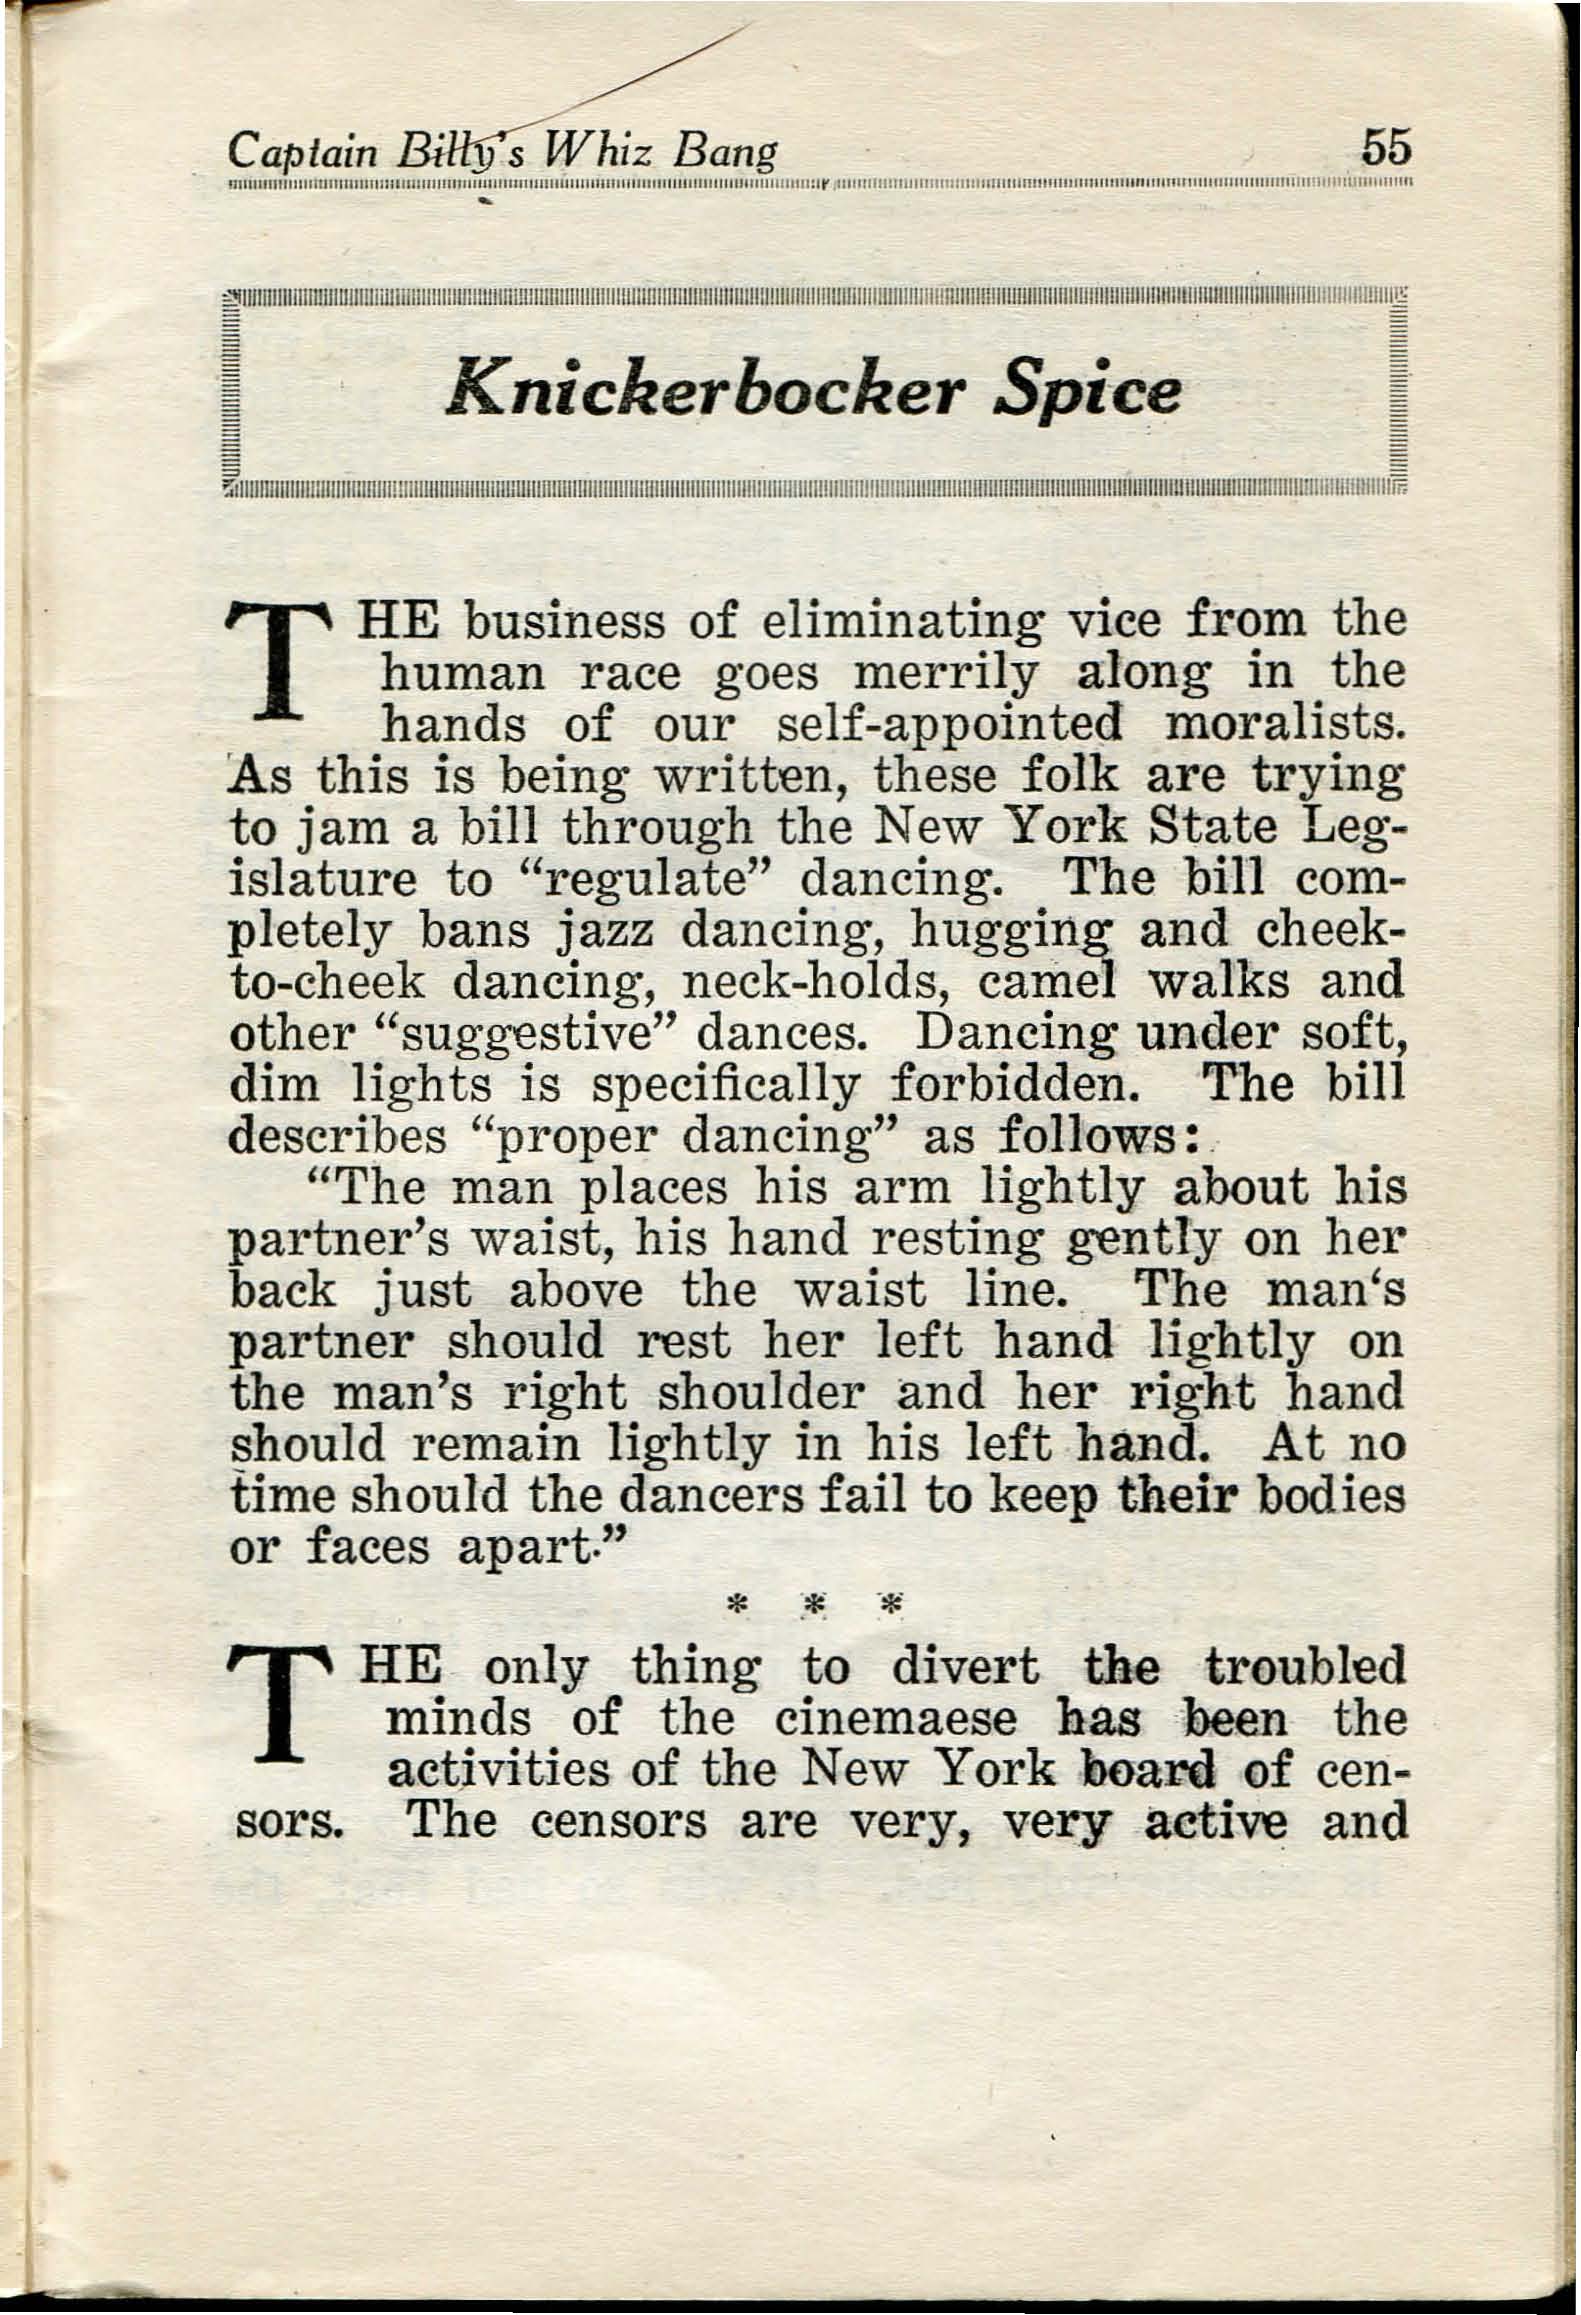 Captain Billy's Whiz Bang 55
Knickerbocker Spice
THE business of eliminating vice from the
human race goes merrily along in the
hands of our self-appointed moralists.
As this is being written, these folk are trying
to jam a bill through the New York State Leg-
islature to “regulate” dancing. The bill com-
pletely bans jazz dancing, hugging and cheek-
to-cheek dancing, neck-holds, camel walks and
other “suggestive” dances. Dancing under soft,
dim lights is specifically forbidden. The bill
describes “proper dancing” as follows:
“The man places his arm lightly about his
partner's waist, his hand resting gently on her
back just above the waist line. The man‘s
partner should rest her left hand lightly on
the man's right shoulder and her right hand
should remain lightly in his left hand. At no
time should the dancers fail to keep their bodies
or faces apart.”
* * *
THE only thing to divert the troubled
minds of the cinemaese has been the
activities of the New York board of cen-
sors. The censors are very, very active and